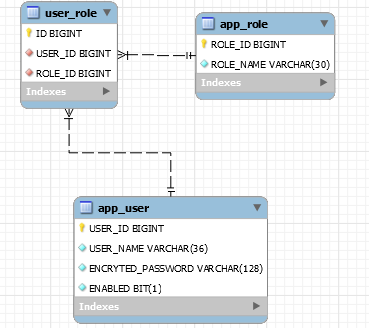 user_role
ID BIGINT
USER_ID BIGINT
ROLE_ID BIGINT
Indexes
app_role
ROLE_ID BIGINT
ROLE_NAME VARCHAR(30)
Indexes
app_user
USER_ID BIGINT
USER_NAME VARCHAR(36)
ENCRYTED_PASSWORD VARCHAR(128)
ENABLED BIT(1)
Indexes